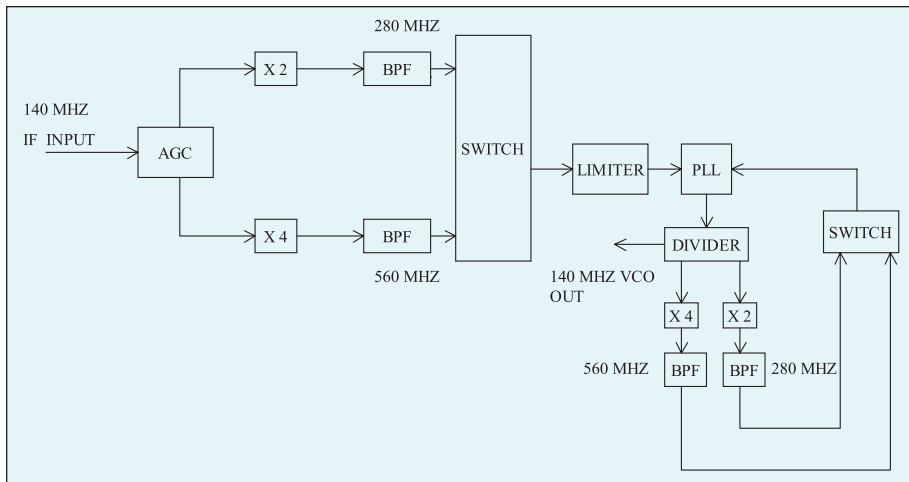 280 MHZ
X 2
BPF
140 MHZ
IF INPUT
AGC
SWITCH
LIMITER
PLL
X 4
BPF
560 MHZ
DIVIDER
SWITCH
140 MHZ VCO
OUT
X 4
X 2
560 MHZ
BPF
BPF
280 MHZ